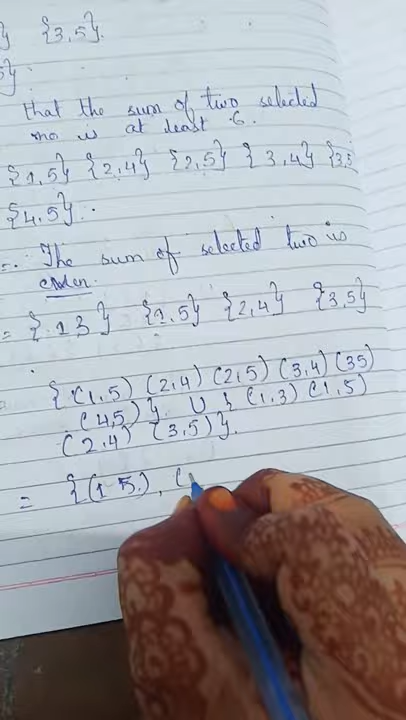 } {3,5}.
5}.
that the sum of two selected
no is at least 6.
{1,5} {2,4} {2,5} {3,4} {3,5
{4,5}.
The sum of selected two is
even.
= {13} {1,5} {2,4} {3,5}
{(1,5) (2,4) (2,5) (3,4) (35)
(4,5)}. U { (1,3) (1,5)
(2,4) (3,5)}.
= {(1 5), (